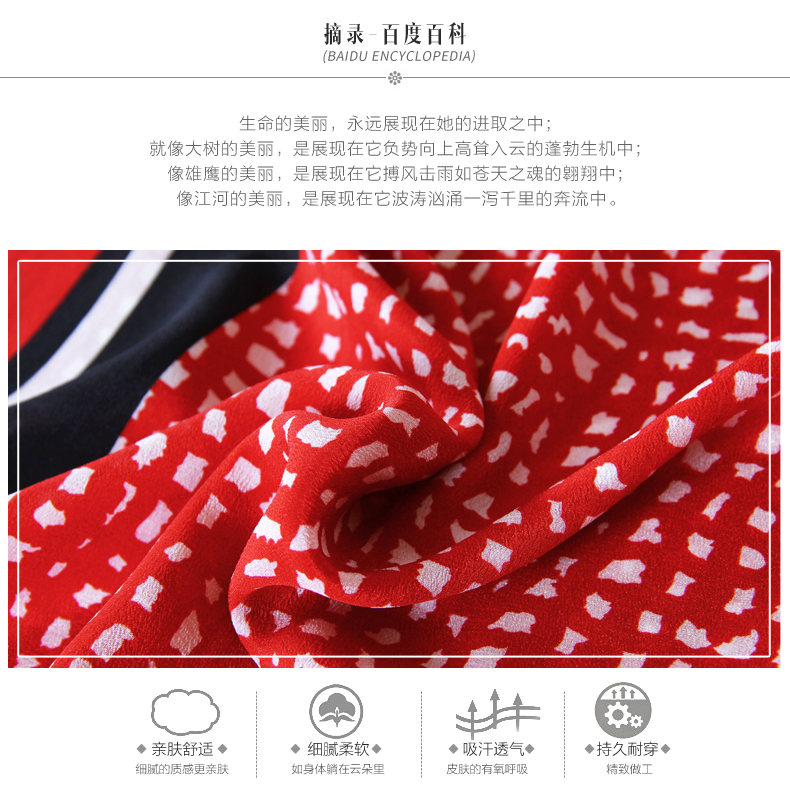 摘录-百度百科
(BAIDU ENCYCLOPEDIA)
生命的美丽，永远展现在她的进取之中；
就像大树的美丽，是展现在它负势向上高耸入云的蓬勃生机中；
像雄鹰的美丽，是展现在它搏风击雨如苍天之魂的翱翔中；
像江河的美丽，是展现在它波涛汹涌一泻千里的奔流中。
亲肤舒适
细腻的质感更亲肤
细腻柔软
如身体躺在云朵里
吸汗透气
皮肤的有氧呼吸
持久耐穿
精致做工